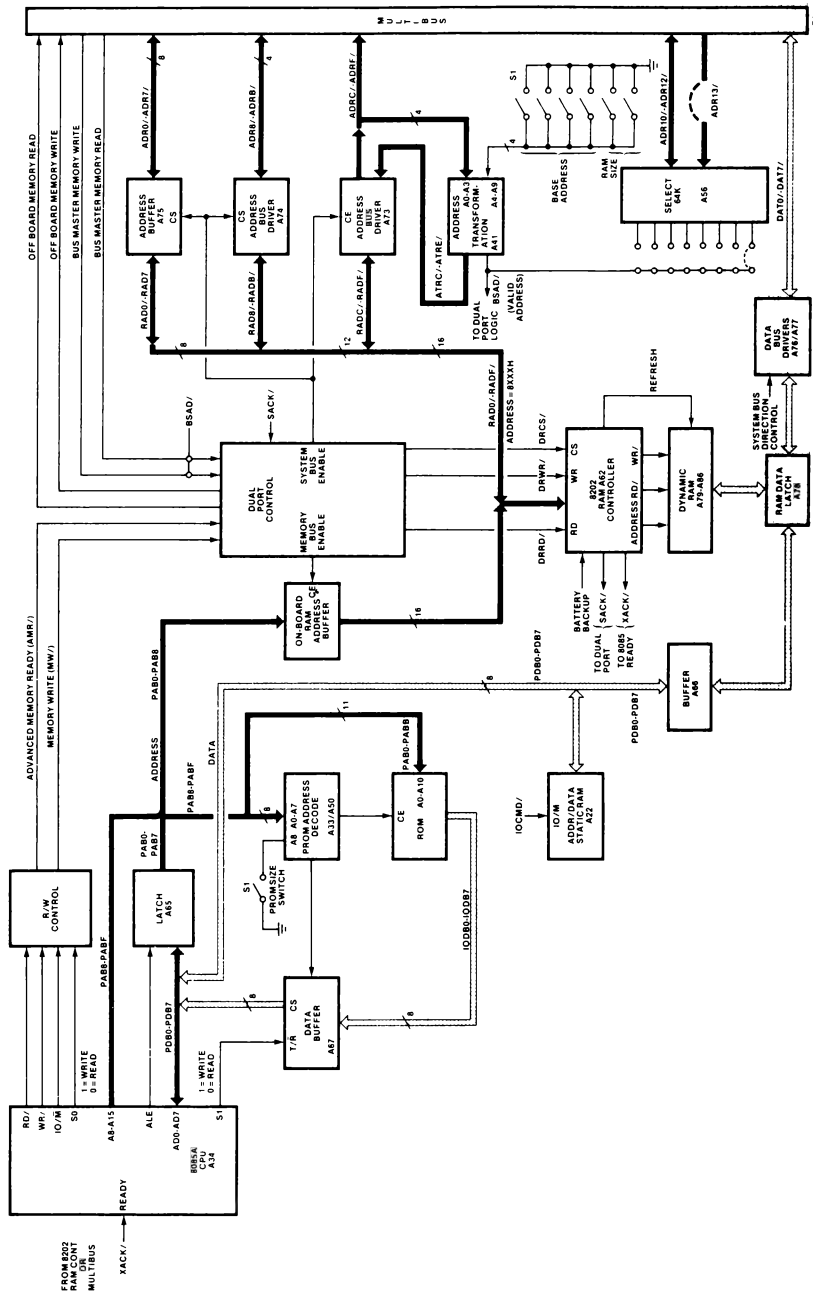 MULTIBUS
OFF BOARD MEMORY READ
OFF BOARD MEMORY WRITE
BUS MASTER MEMORY WRITE
BUS MASTER MEMORY READ
ADR0/-ADR7/
8
ADR8/-ADRB/
4
ADRC/-ADRF/
4
ADR10/-ADR12/
ADR13/
DAT0/-DAT7/
ADDRESS
BUFFER
A75
CS
CS
ADDRESS
BUS
DRIVER
A74
CE
ADDRESS
BUS
DRIVER
A73
ADDRESS A0-A3
TRANSFORM-
ATION A4-A9
A41
4
S1
BASE
ADDRESS
RAM
SIZE
SELECT
64K
A56
RAD0/-RAD7
8
RAD8/-RADB/
12
RADC/-RADF/
16
ATRC/-ATRE/
TO DUAL
PORT
LOGIC
BSAD/
(VALID
ADDRESS)
DATA
BUS
DRIVERS
A76/A77
SYSTEM BUS
DIRECTION
CONTROL
BSAD/
SACK/
DUAL
PORT
CONTROL
SYSTEM
BUS
ENABLE
MEMORY
BUS
ENABLE
RAD0/-RADF/
ADDRESS = 8XXXH
DRCS/
DRWR/
DRRD/
CS
WR
RD
8202
RAM A62
CONTROLLER
ADDRESS RD/
WR/
REFRESH
DYNAMIC
RAM
A79-A86
RAM DATA
LATCH
A78
BATTERY
BACKUP
TO DUAL
PORT
SACK/
TO 8085
READY
XACK/
ON-BOARD
RAM
ADDRESS
BUFFER
CE
16
ADVANCED MEMORY READY (AMR/)
MEMORY WRITE (MW/)
PAB0-PAB8
ADDRESS
PAB8-PABF
DATA
PDB0-PDB7
8
PDB0-PDB7
BUFFER
A66
11
PAB0-PABB
IOCMD/
IO/M
ADDR/DATA
STATIC RAM
A22
A8 A0-A7
PROM ADDRESS
DECODE
A33/A50
8
CE
ROM A0-A10
S1
PROM SIZE
SWITCH
IODB0-IODB7
8
R/W
CONTROL
PAB0-
PAB7
LATCH
A65
PAB8-PABF
PDB0-PDB7
8
T/R̅ CS
DATA
BUFFER
A67
RD/
WR/
IO/M̅
S0
1 = WRITE
0 = READ
A8-A15
ALE
AD0-AD7
1 = WRITE
0 = READ
S1
8085A
CPU
A34
READY
XACK/
FROM 8202
RAM CONT
OR
MULTIBUS